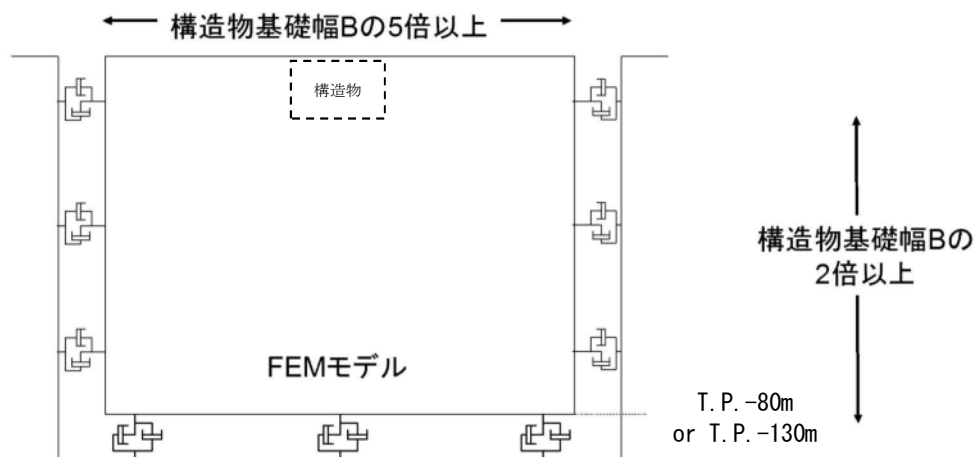 構造物基礎幅Bの5倍以上
構造物
構造物基礎幅Bの
2倍以上
FEMモデル
T.P.-80m
or T.P.-130m